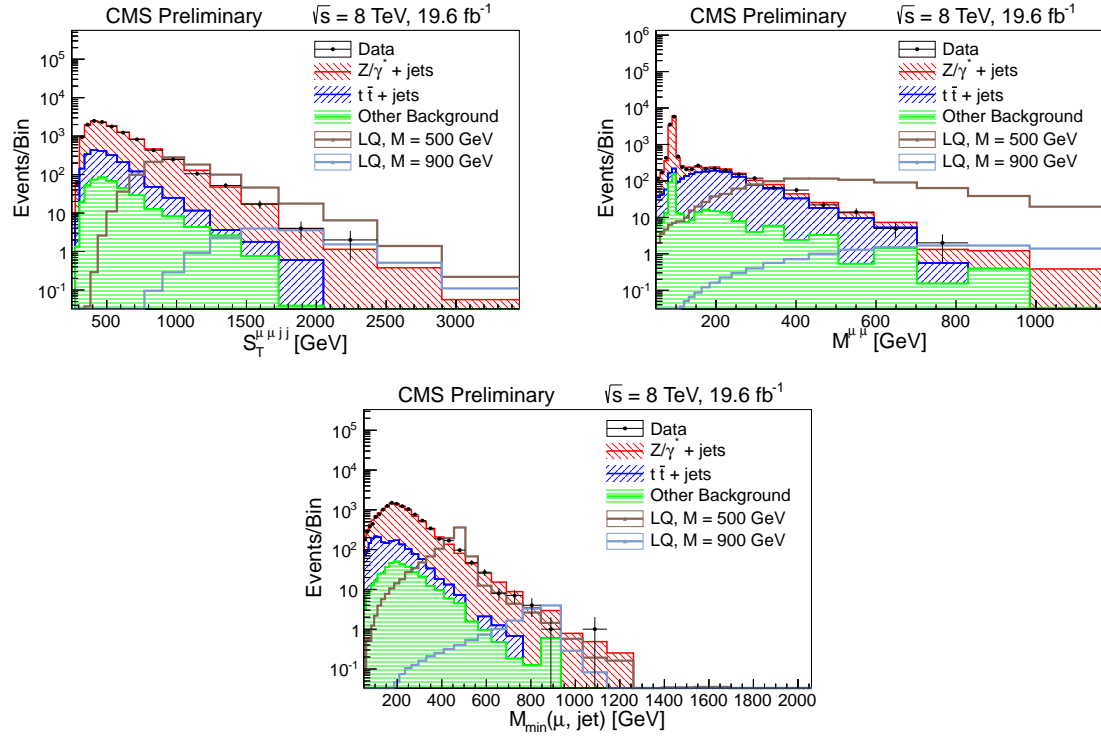 CMS Preliminary √s = 8 TeV, 19.6 fb⁻¹
Events/Bin
10⁵
10⁴
10³
10²
10
1
10⁻¹
Data
Z/γ* + jets
t t̅ + jets
Other Background
LQ, M = 500 GeV
LQ, M = 900 GeV
500 1000 1500 2000 2500 3000
S_T^{μ μ j j} [GeV]
CMS Preliminary √s = 8 TeV, 19.6 fb⁻¹
Events/Bin
10⁶
10⁵
10⁴
10³
10²
10
1
10⁻¹
Data
Z/γ* + jets
t t̅ + jets
Other Background
LQ, M = 500 GeV
LQ, M = 900 GeV
200 400 600 800 1000
M^{μ μ} [GeV]
CMS Preliminary √s = 8 TeV, 19.6 fb⁻¹
Events/Bin
10⁵
10⁴
10³
10²
10
1
10⁻¹
Data
Z/γ* + jets
t t̅ + jets
Other Background
LQ, M = 500 GeV
LQ, M = 900 GeV
200 400 600 800 1000 1200 1400 1600 1800 2000
M_min(μ, jet) [GeV]